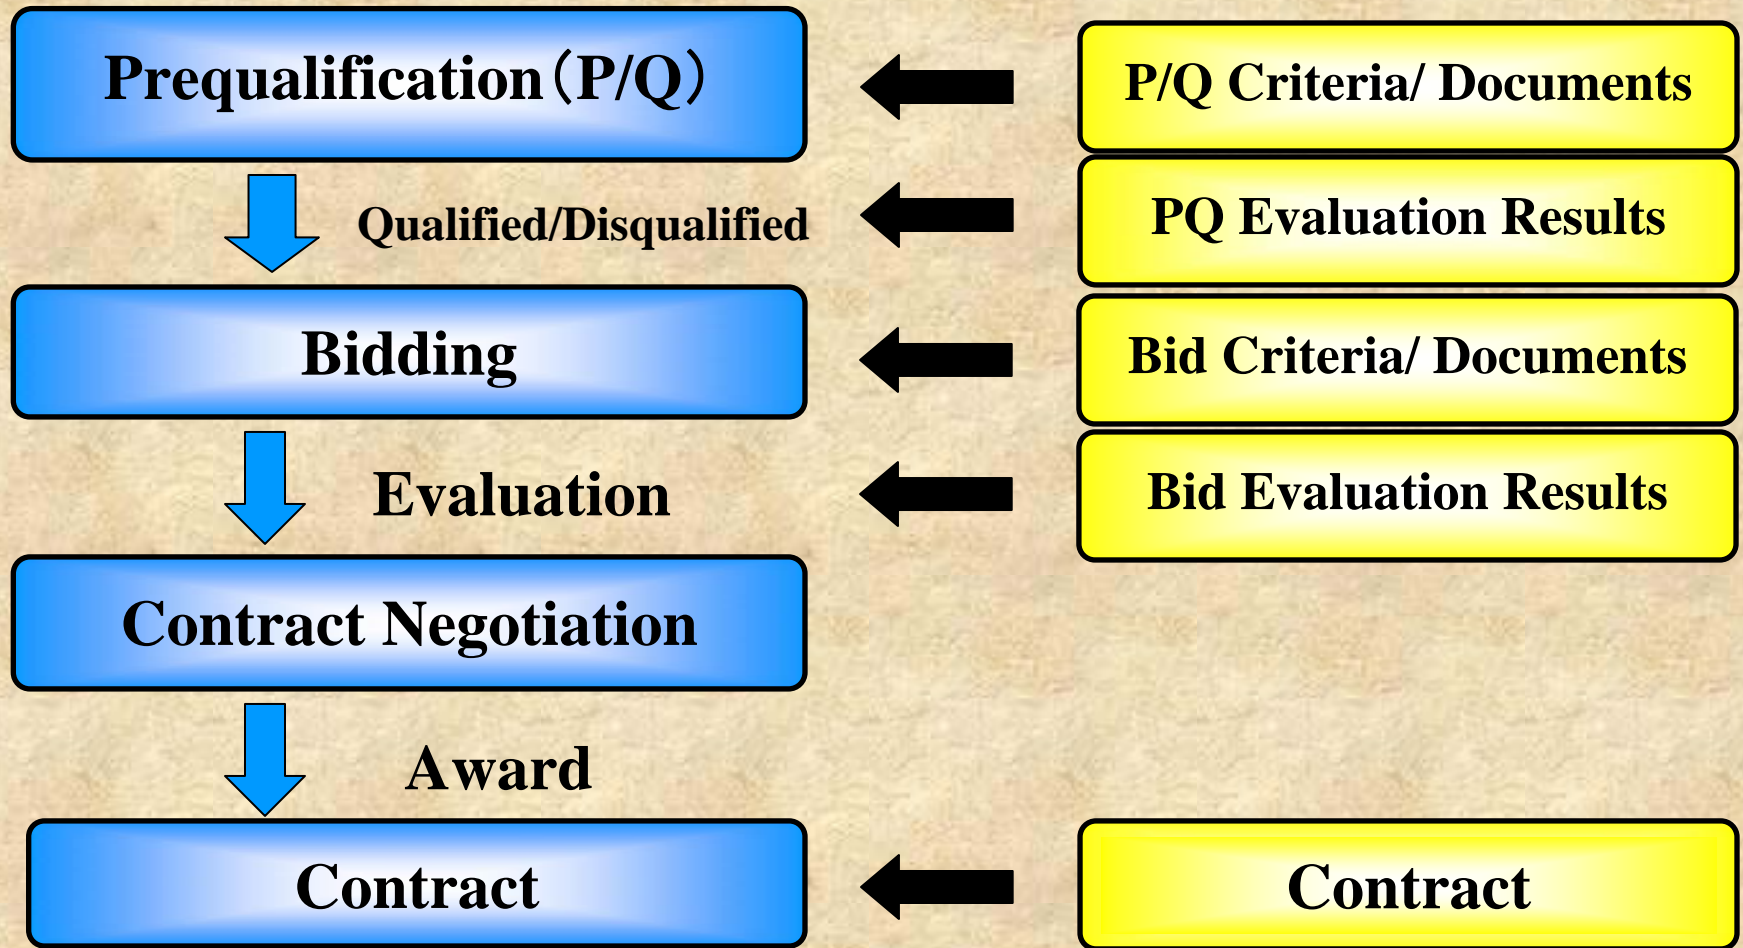 Prequalification（P/Q）
P/Q Criteria/ Documents
Qualified/Disqualified
PQ Evaluation Results
Bidding
Bid Criteria/ Documents
Evaluation
Bid Evaluation Results
Contract Negotiation
Award
Contract
Contract